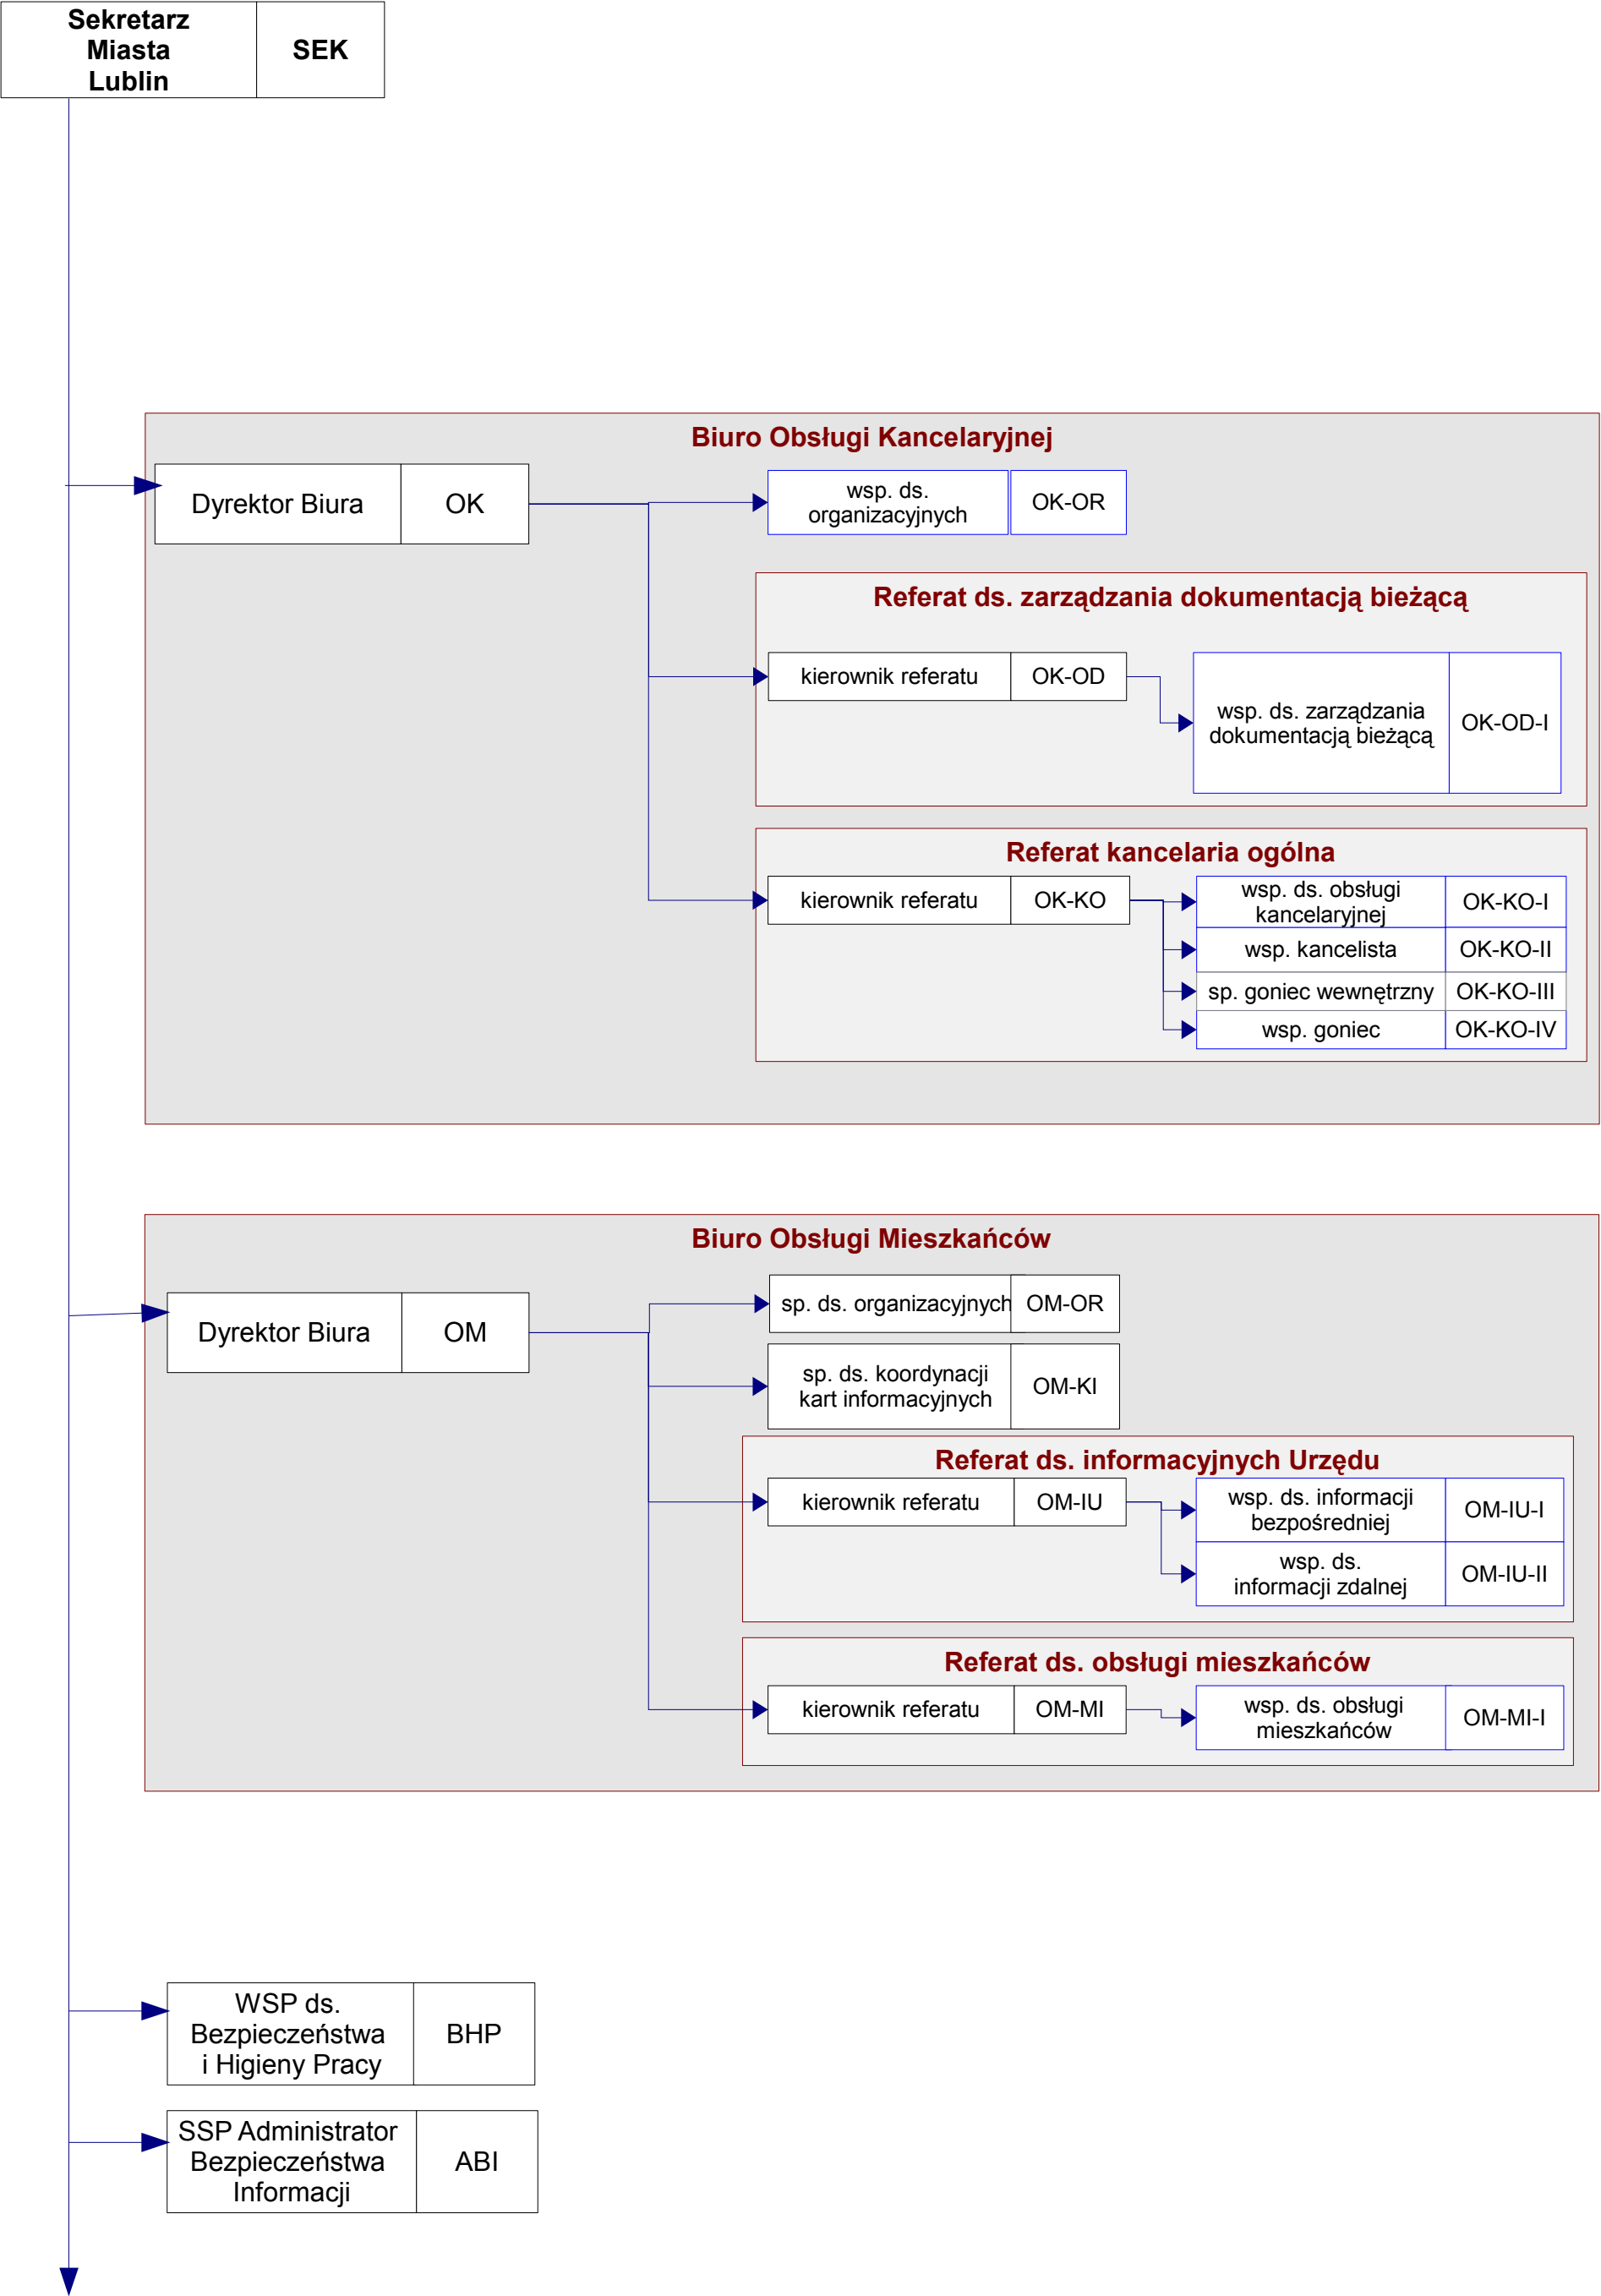 Sekretarz
Miasta
Lublin
SEK
Biuro Obsługi Kancelaryjnej
Dyrektor Biura
OK
wsp. ds.
organizacyjnych
OK-OR
Referat ds. zarządzania dokumentacją bieżącą
kierownik referatu
OK-OD
wsp. ds. zarządzania
dokumentacją bieżącą
OK-OD-I
Referat kancelaria ogólna
kierownik referatu
OK-KO
wsp. ds. obsługi
kancelaryjnej
OK-KO-I
wsp. kancelista
OK-KO-II
sp. goniec wewnętrzny
OK-KO-III
wsp. goniec
OK-KO-IV
Biuro Obsługi Mieszkańców
Dyrektor Biura
OM
sp. ds. organizacyjnych
OM-OR
sp. ds. koordynacji
kart informacyjnych
OM-KI
Referat ds. informacyjnych Urzędu
kierownik referatu
OM-IU
wsp. ds. informacji
bezpośredniej
OM-IU-I
wsp. ds.
informacji zdalnej
OM-IU-II
Referat ds. obsługi mieszkańców
kierownik referatu
OM-MI
wsp. ds. obsługi
mieszkańców
OM-MI-I
WSP ds.
Bezpieczeństwa
i Higieny Pracy
BHP
SSP Administrator
Bezpieczeństwa
Informacji
ABI